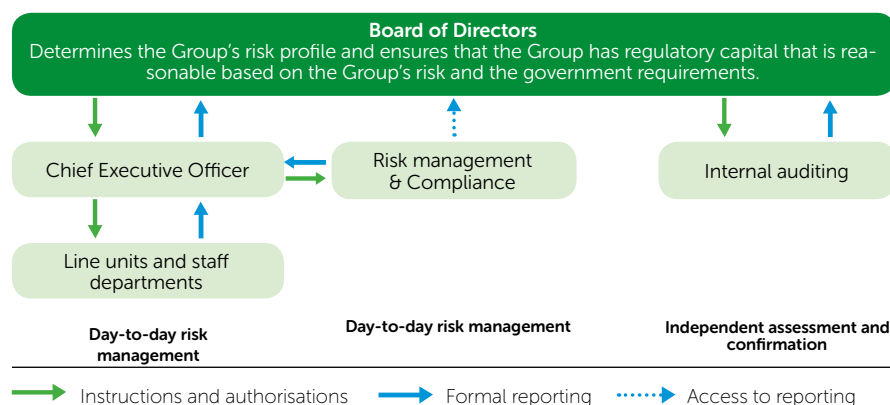 Board of Directors
Determines the Group's risk profile and ensures that the Group has regulatory capital that is rea-
sonable based on the Group's risk and the government requirements.
Chief Executive Officer
Risk management
& Compliance
Internal auditing
Line units and staff
departments
Day-to-day risk
management
Day-to-day risk management
Independent assessment and
confirmation
Instructions and authorisations
Formal reporting
Access to reporting